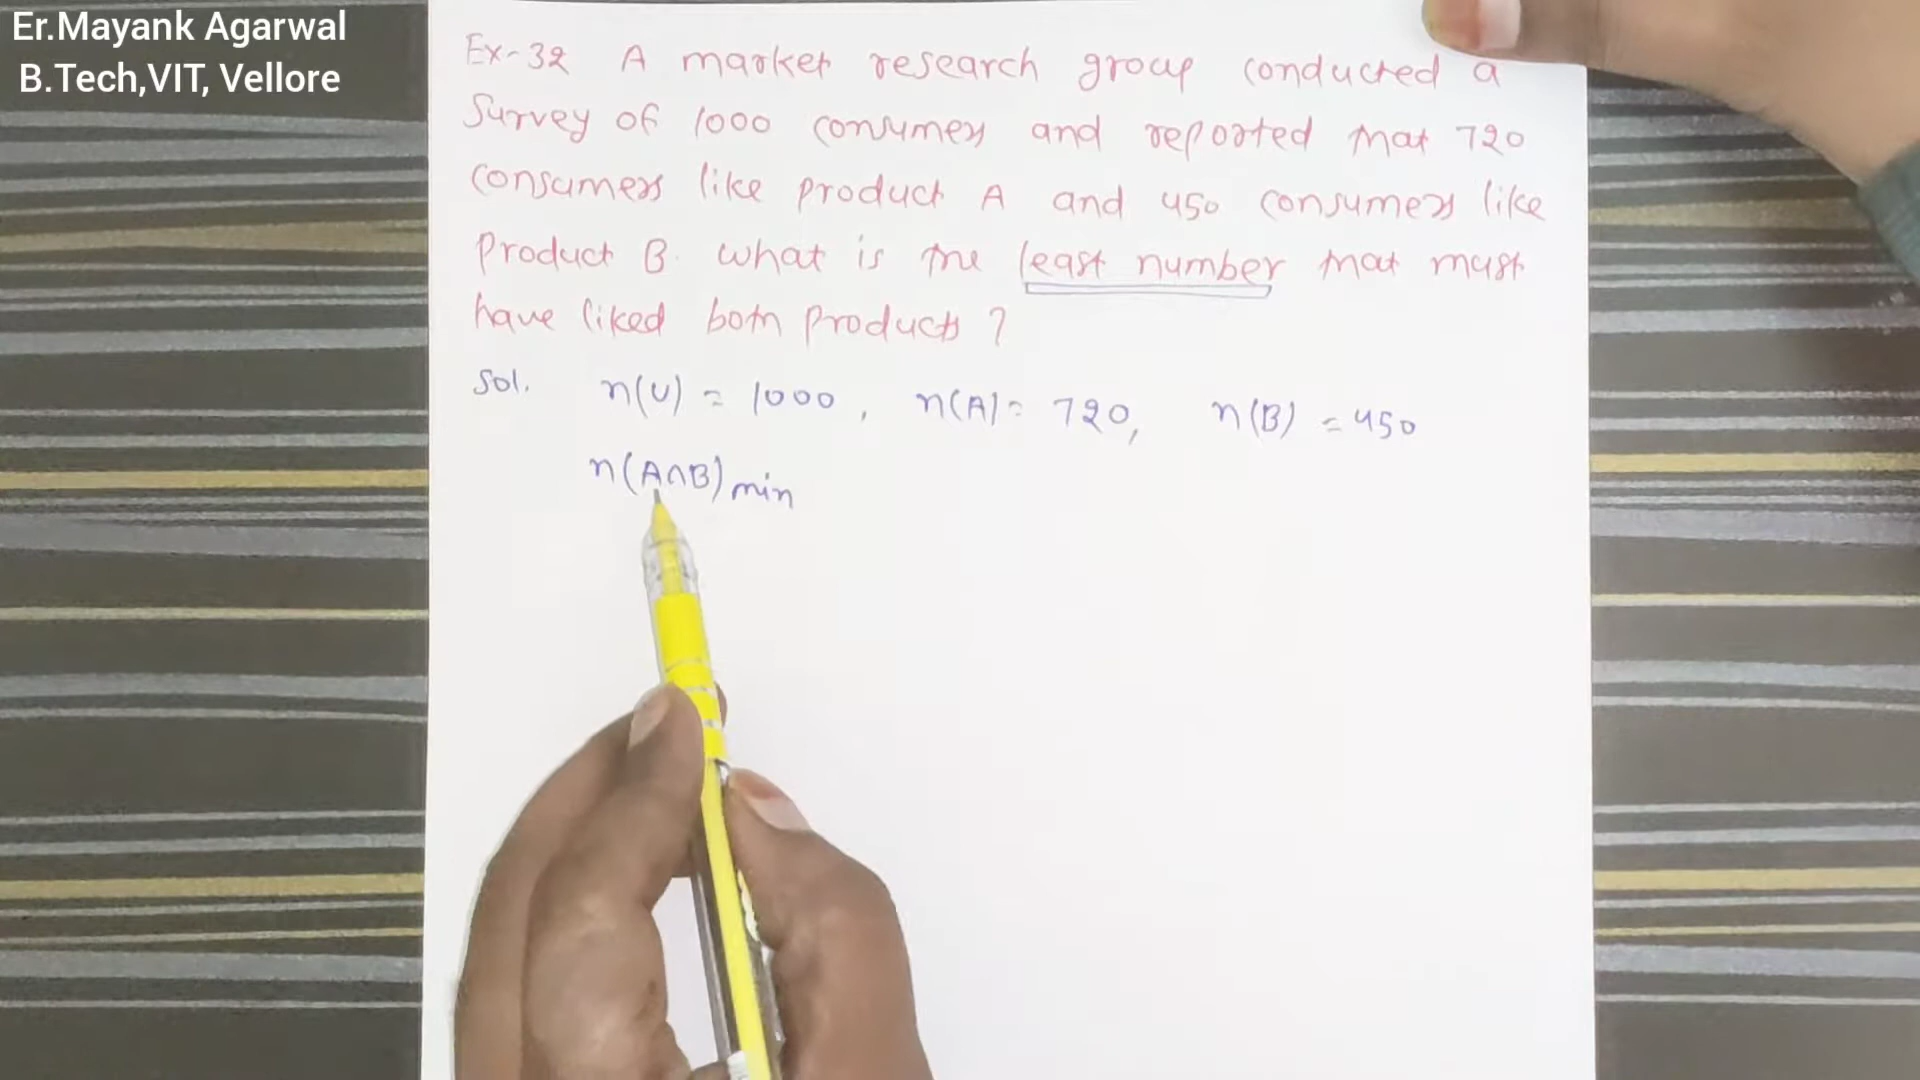 Er.Mayank Agarwal
B.Tech,VIT, Vellore
Ex-32 A market research group conducted a
Survey of 1000 consumers and reported that 720
consumers like product A and 450 consumers like
Product B. what is the least number that must
have liked both products ?
Sol. n(U) = 1000 , n(A) = 720, n(B) = 450
n(A∩B) min